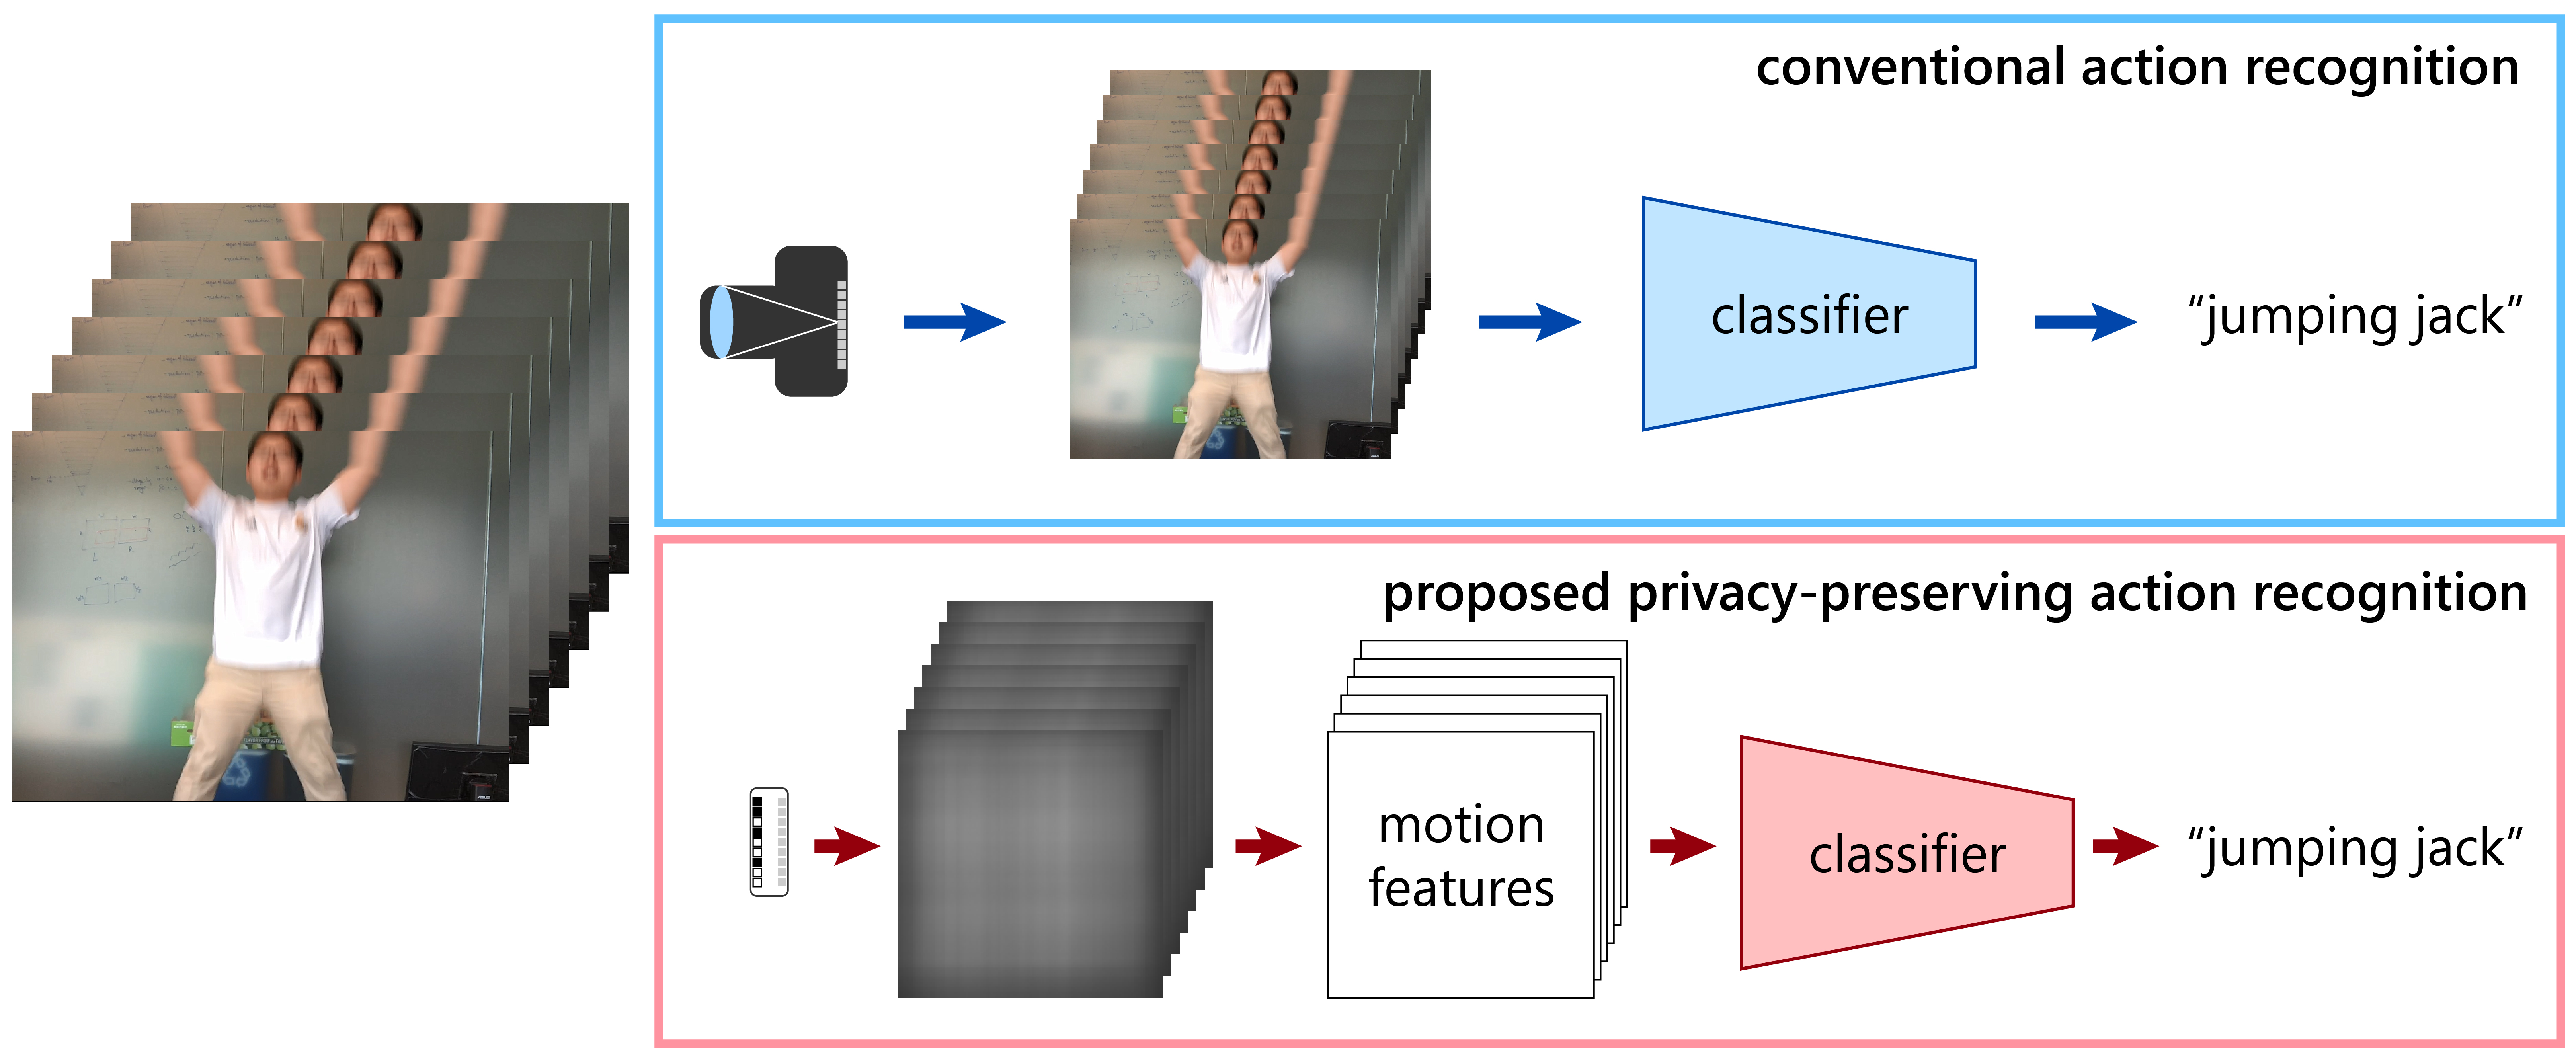 conventional action recognition
classifier
“jumping jack”
proposed privacy-preserving action recognition
motion
features
classifier
“jumping jack”